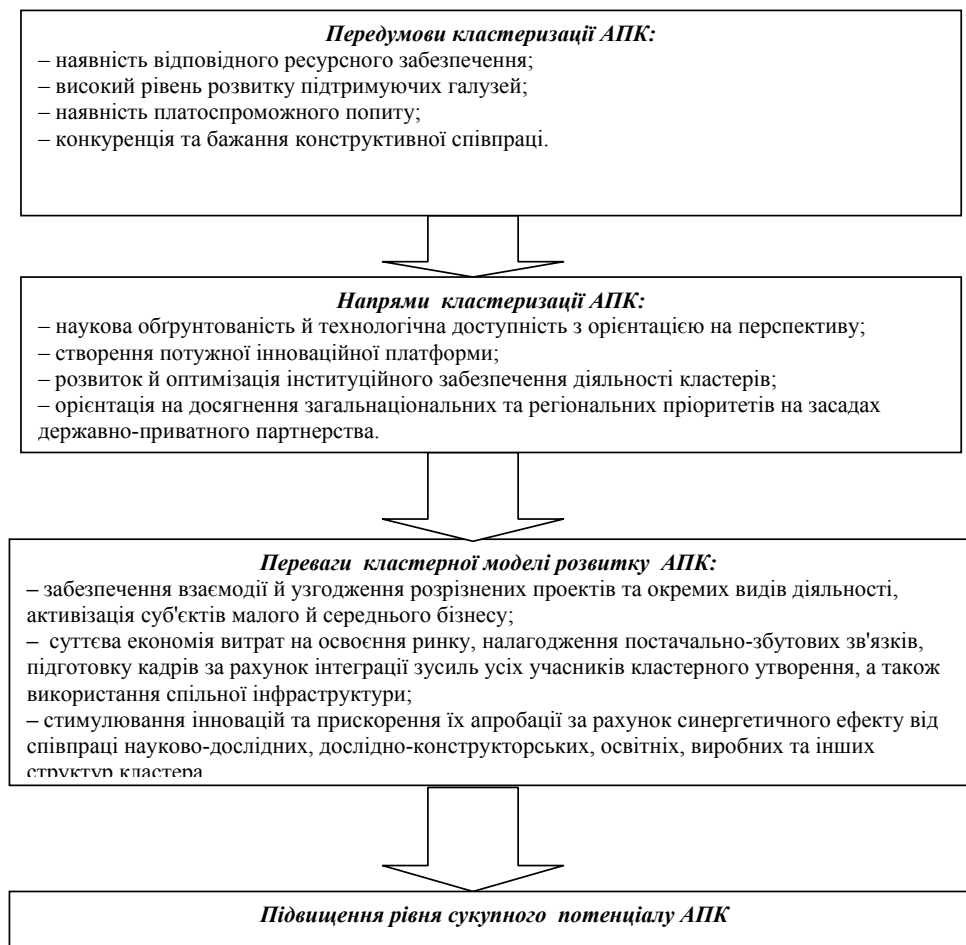 Передумови кластеризації АПК:
– наявність відповідного ресурсного забезпечення;
– високий рівень розвитку підтримуючих галузей;
– наявність платоспроможного попиту;
– конкуренція та бажання конструктивної співпраці.
Напрями кластеризації АПК:
– наукова обґрунтованість й технологічна доступність з орієнтацією на перспективу;
– створення потужної інноваційної платформи;
– розвиток й оптимізація інституційного забезпечення діяльності кластерів;
– орієнтація на досягнення загальнаціональних та регіональних пріоритетів на засадах
державно-приватного партнерства.
Переваги кластерної моделі розвитку АПК:
– забезпечення взаємодії й узгодження розрізнених проектів та окремих видів діяльності,
активізація суб'єктів малого й середнього бізнесу;
– суттєва економія витрат на освоєння ринку, налагодження постачально-збутових зв'язків,
підготовку кадрів за рахунок інтеграції зусиль усіх учасників кластерного утворення, а також
використання спільної інфраструктури;
– стимулювання інновацій та прискорення їх апробації за рахунок синергетичного ефекту від
співпраці науково-дослідних, дослідно-конструкторських, освітніх, виробних та інших
структур кластера.
Підвищення рівня сукупного потенціалу АПК